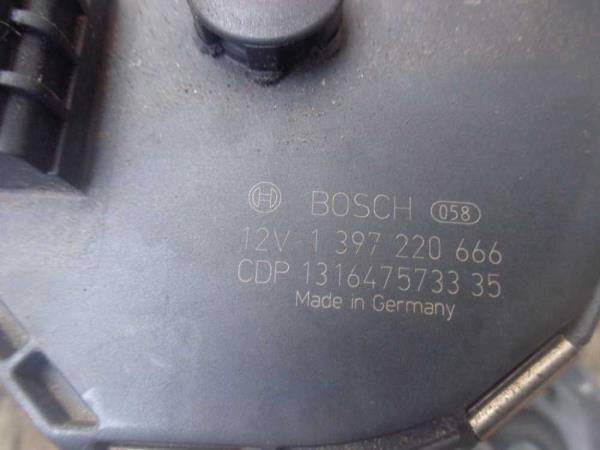 BOSCH 058
12V 1 397 220 666
CDP 1316475733 35
Made in Germany